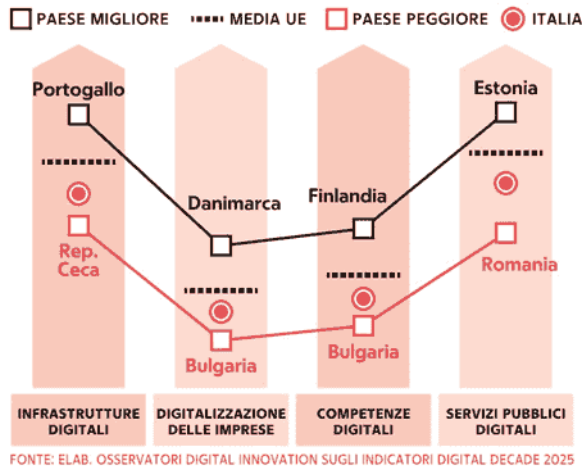 PAESE MIGLIORE MEDIA UE PAESE PEGGIORE ITALIA
Portogallo
Estonia
Danimarca
Finlandia
Rep.
Ceca
Romania
Bulgaria
Bulgaria
INFRASTRUTTURE
DIGITALI
DIGITALIZZAZIONE
DELLE IMPRESE
COMPETENZE
DIGITALI
SERVIZI PUBBLICI
DIGITALI
FONTE: ELAB. OSSERVATORI DIGITAL INNOVATION SUGLI INDICATORI DIGITAL DECADE 2025